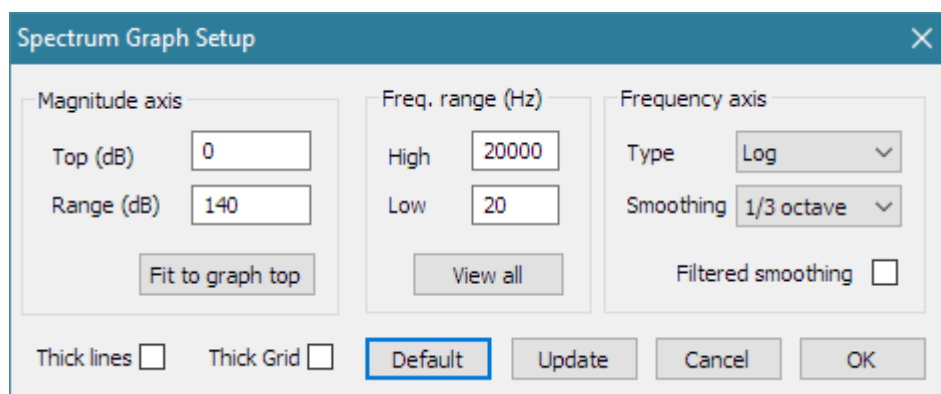 Spectrum Graph Setup
Magnitude axis
Top (dB) 0
Range (dB) 140
Fit to graph top
Freq. range (Hz)
High 20000
Low 20
View all
Frequency axis
Type Log
Smoothing 1/3 octave
Filtered smoothing
Thick lines Thick Grid Default Update Cancel OK